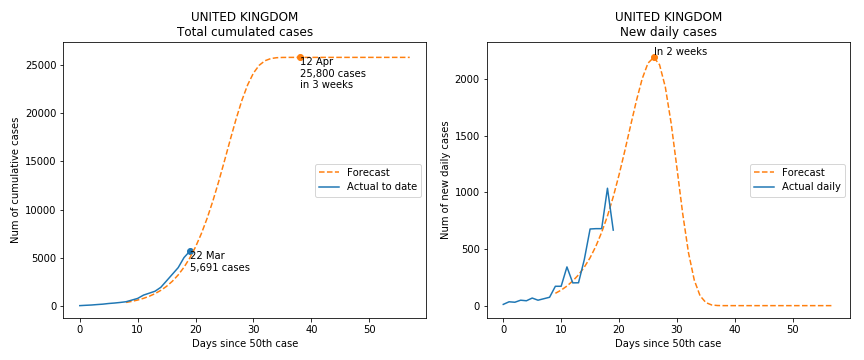 UNITED KINGDOM
Total cumulated cases
25000
20000
15000
10000
5000
0
Num of cumulative cases
12 Apr
25,800 cases
in 3 weeks
Forecast
Actual to date
22 Mar
5,691 cases
0 10 20 30 40 50
Days since 50th case
UNITED KINGDOM
New daily cases
2000
1500
1000
500
0
Num of new daily cases
In 2 weeks
Forecast
Actual daily
0 10 20 30 40 50
Days since 50th case